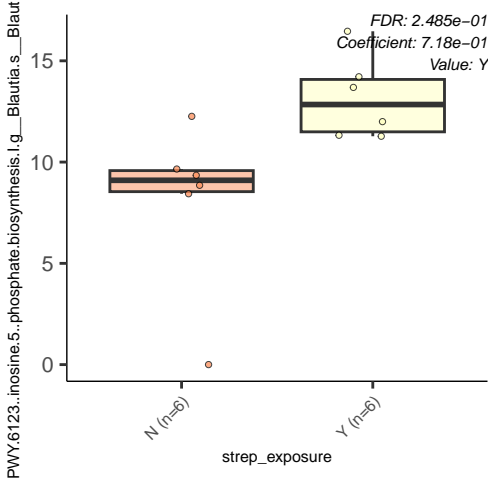 PWY.6123..inosine.5..phosphate.biosynthesis.I.g__Blautia.s__Blaut
FDR: 2.485e−01
Coefficient: 7.18e−01
Value: Y
15
10
5
0
N (n=6)
Y (n=6)
strep_exposure